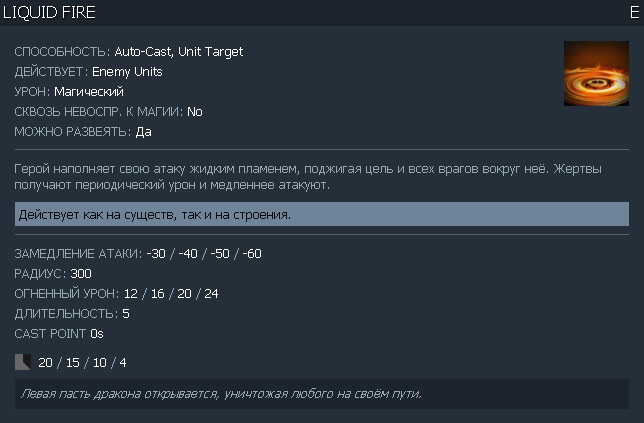 LIQUID FIRE E
СПОСОБНОСТЬ: Auto-Cast, Unit Target
ДЕЙСТВУЕТ: Enemy Units
УРОН: Магический
СКВОЗЬ НЕВОСПР. К МАГИИ: No
МОЖНО РАЗВЕЯТЬ: Да
Герой наполняет свою атаку жидким пламенем, поджигая цель и всех врагов вокруг неё. Жертвы
получают периодический урон и медленнее атакуют.
Действует как на существ, так и на строения.
ЗАМЕДЛЕНИЕ АТАКИ: -30 / -40 / -50 / -60
РАДИУС: 300
ОГНЕННЫЙ УРОН: 12 / 16 / 20 / 24
ДЛИТЕЛЬНОСТЬ: 5
CAST POINT 0s
20 / 15 / 10 / 4
Левая пасть дракона открывается, уничтожая любого на своём пути.